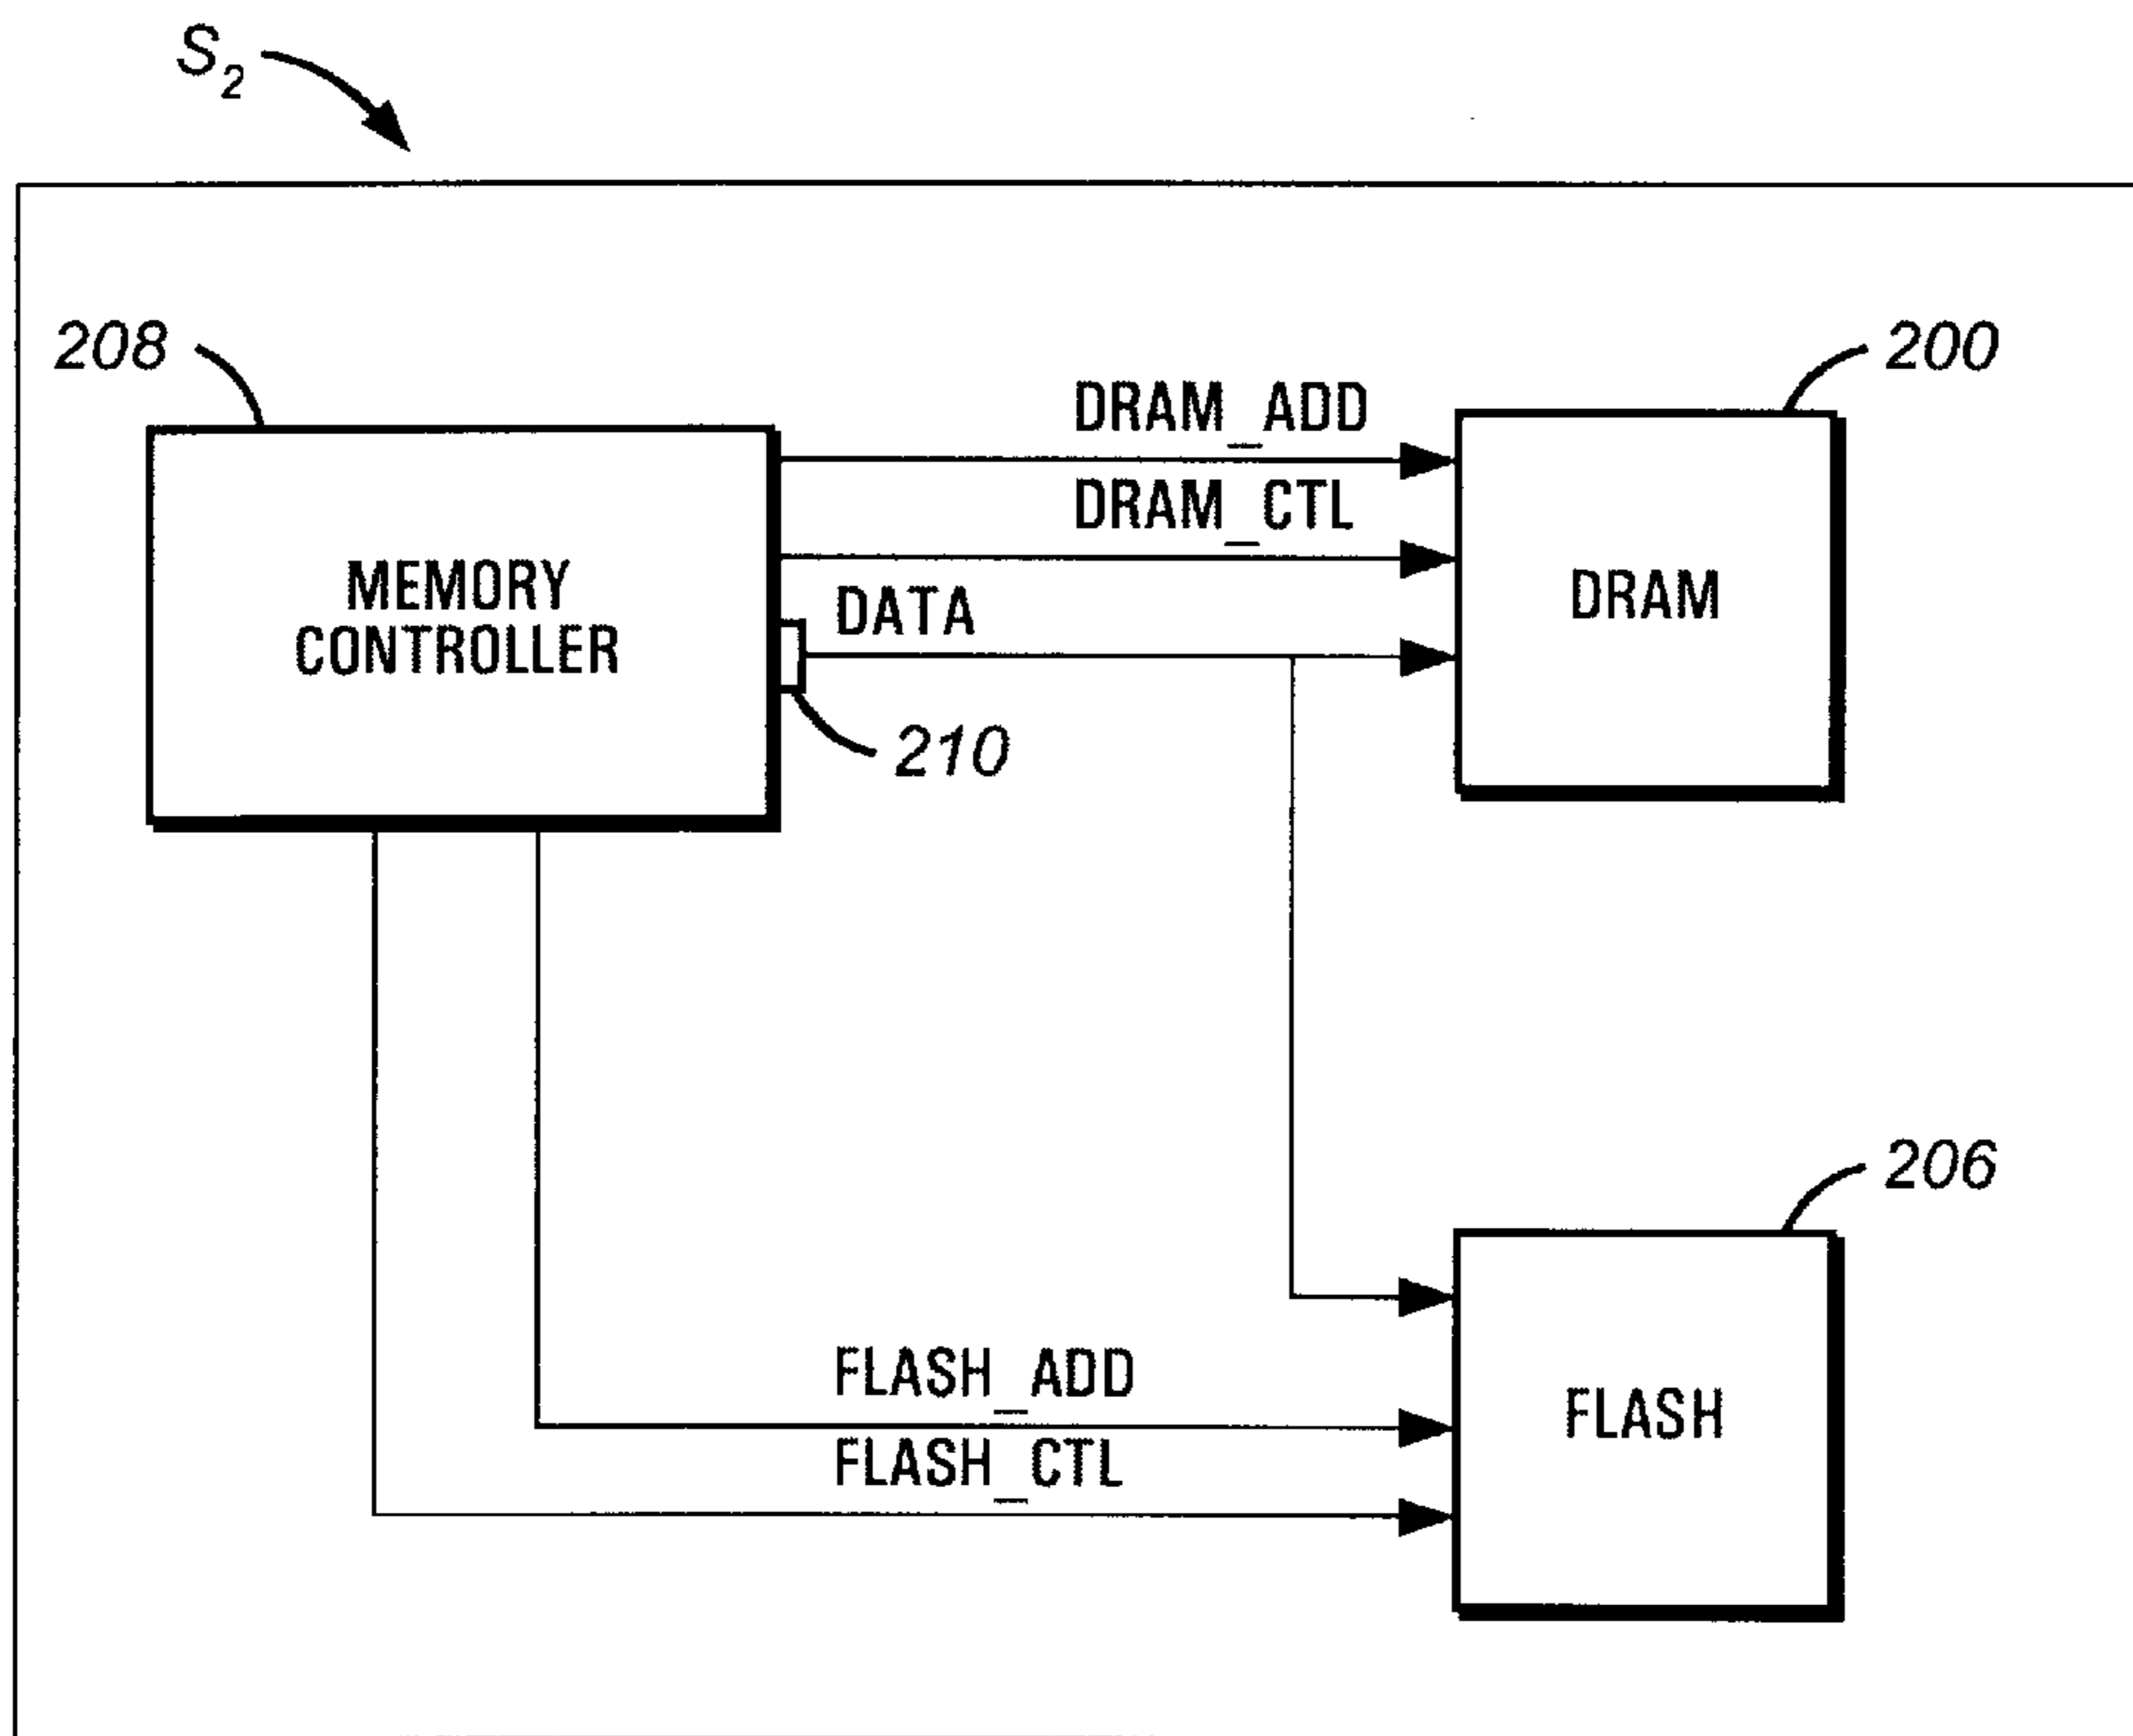 S2
208
200
DRAM_ADD
DRAM_CTL
MEMORY
CONTROLLER
DATA
DRAM
210
206
FLASH_ADD
FLASH
FLASH_CTL